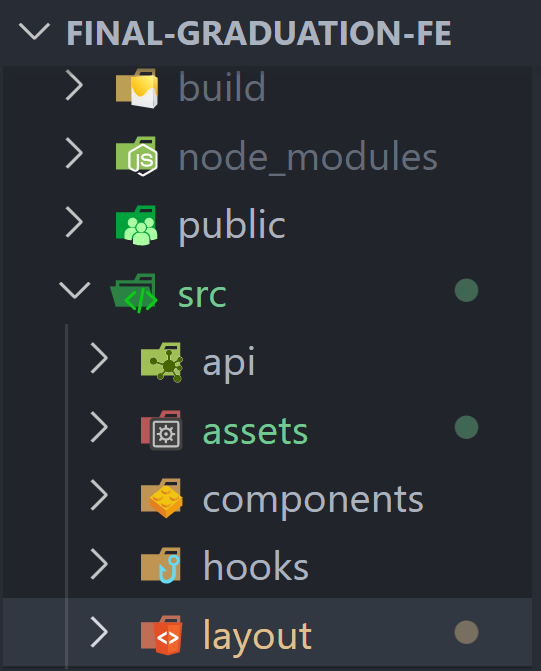 FINAL-GRADUATION-FE
build
node_modules
public
src
api
assets
components
hooks
layout